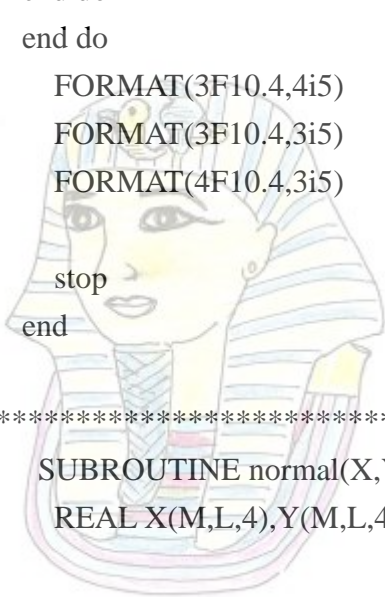 end do
FORMAT(3F10.4,4i5)
FORMAT(3F10.4,3i5)
FORMAT(4F10.4,3i5)
stop
end
****************************
SUBROUTINE normal(X,
REAL X(M,L,4),Y(M,L,4